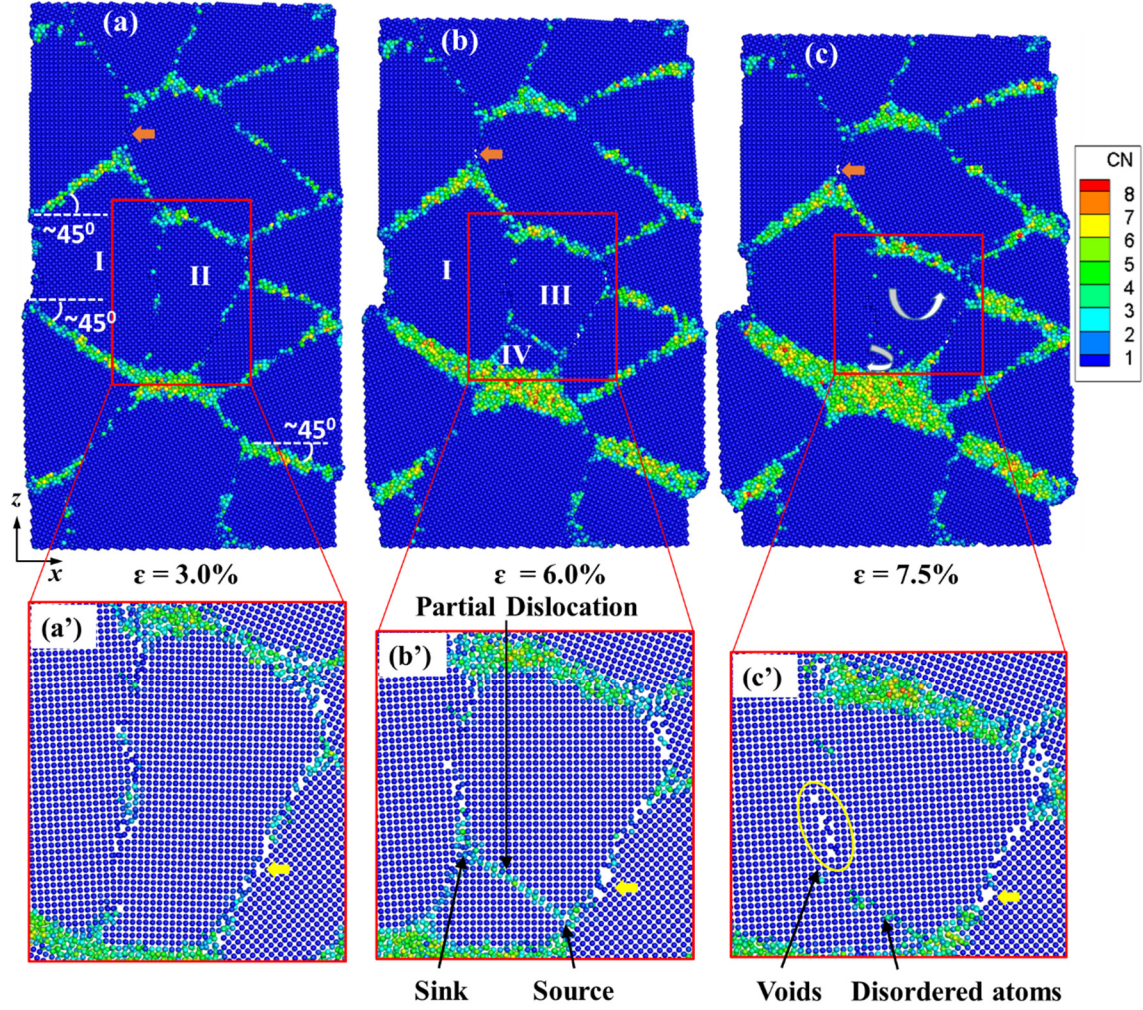 (a)
(b)
(c)
CN
8
7
6
5
4
3
2
1
~45⁰
I
II
~45⁰
~45⁰
I
III
IV
z
x
ε = 3.0%
ε = 6.0%
ε = 7.5%
Partial Dislocation
(a’)
(b’)
(c’)
Sink
Source
Voids
Disordered atoms